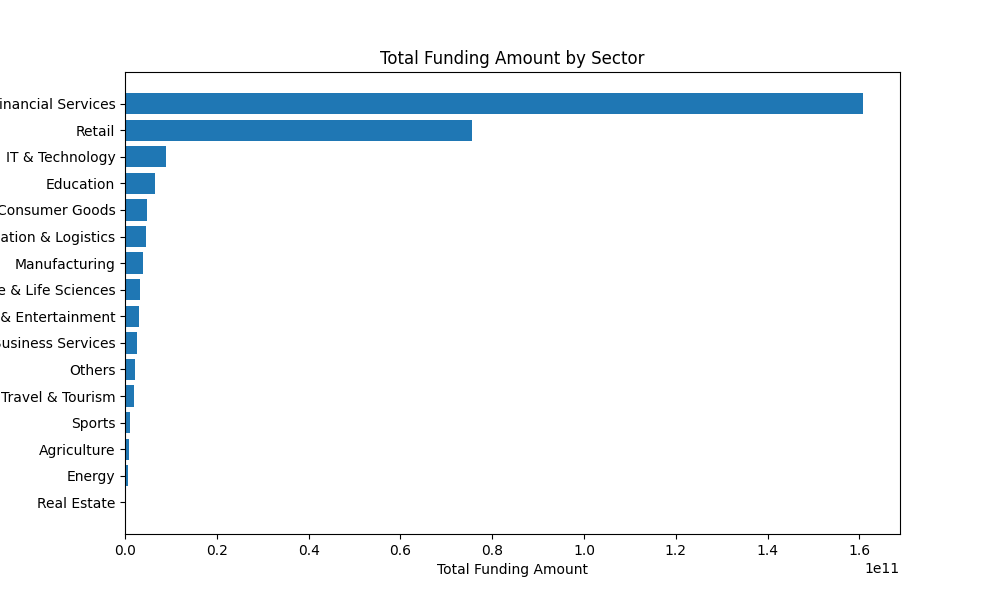 Total Funding Amount by Sector
inancial Services
Retail
IT & Technology
Education
Consumer Goods
ation & Logistics
Manufacturing
e & Life Sciences
& Entertainment
Business Services
Others
Travel & Tourism
Sports
Agriculture
Energy
Real Estate
0.0 0.2 0.4 0.6 0.8 1.0 1.2 1.4 1.6
1e11
Total Funding Amount